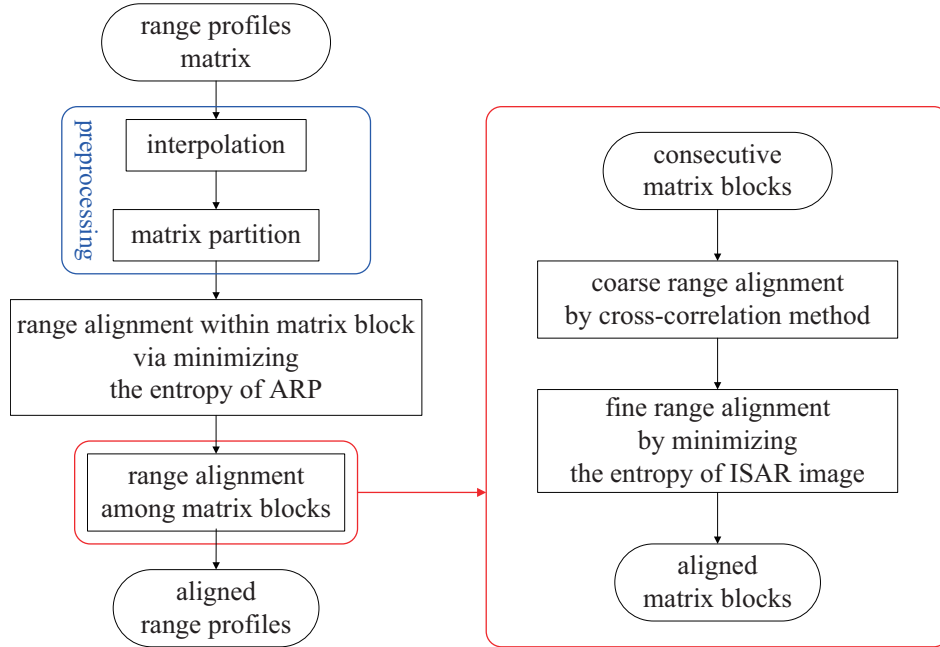 range profiles
matrix
preprocessing
interpolation
matrix partition
range alignment within matrix block
via minimizing
the entropy of ARP
range alignment
among matrix blocks
aligned
range profiles
consecutive
matrix blocks
coarse range alignment
by cross-correlation method
fine range alignment
by minimizing
the entropy of ISAR image
aligned
matrix blocks